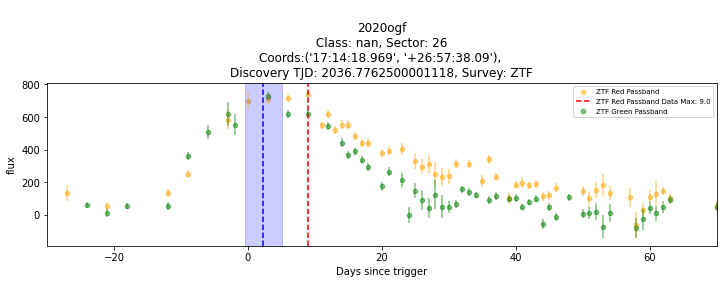 2020ogf
Class: nan, Sector: 26
Coords:('17:14:18.969', '+26:57:38.09'),
Discovery TJD: 2036.7762500001118, Survey: ZTF
800
600
400
200
0
flux
ZTF Red Passband
ZTF Red Passband Data Max: 9.0
ZTF Green Passband
−20
0
20
40
60
Days since trigger